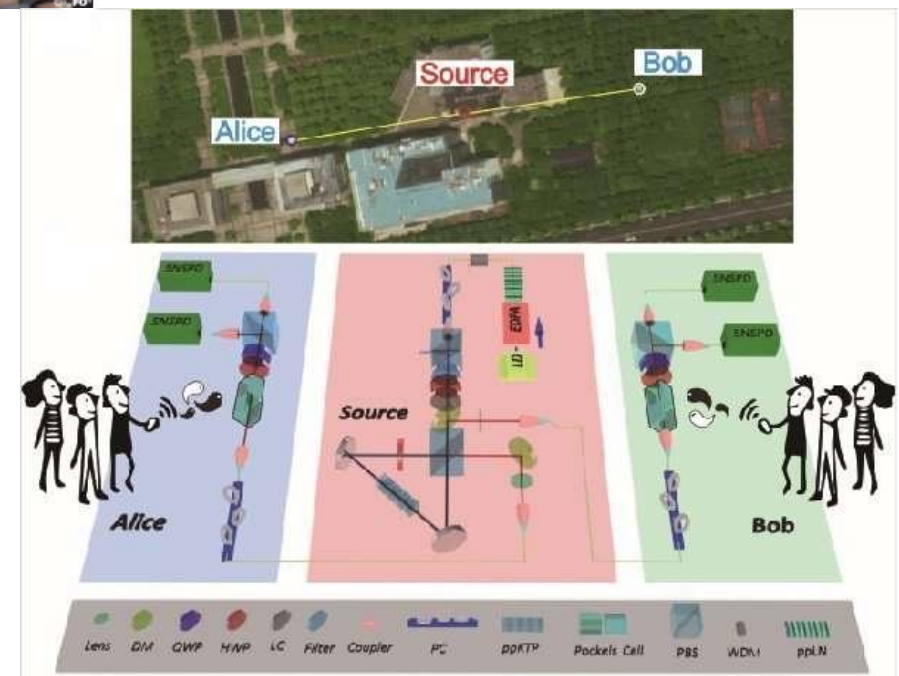 Source
Bob
Alice
SNSPD
SNSPD
EDFA
LD
SNSPD
SNSPD
Source
Alice
Bob
Lens DM QWP HWP LC Filter Coupler PC ppKTP Pockels Cell PBS WDM ppLN